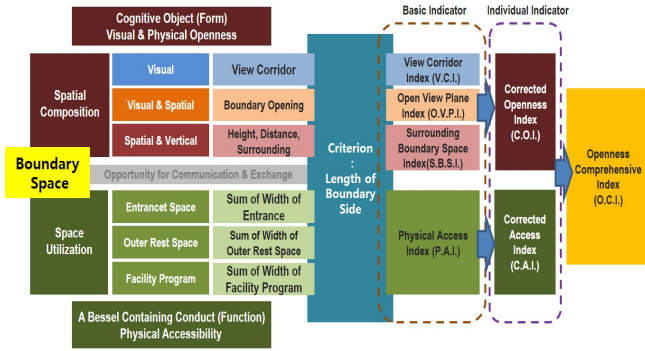 Cognitive Object (Form)
Visual & Physical Openness
Basic Indicator
Individual Indicator
Spatial
Composition
Visual
View Corridor
Visual & Spatial
Boundary Opening
Spatial & Vertical
Height, Distance,
Surrounding
Boundary
Space
Opportunity for Communication & Exchange
Space
Utilization
Entrancet Space
Sum of Width of
Entrance
Outer Rest Space
Sum of Width of
Outer Rest Space
Facility Program
Sum of Width of
Facility Program
A Bessel Containing Conduct (Function)
Physical Accessibility
Criterion
:
Length of
Boundary
Side
View Corridor
Index (V.C.I.)
Open View Plane
Index (O.V.P.I.)
Surrounding
Boundary Space
Index(S.B.S.I.)
Physical Access
Index (P.A.I.)
Corrected
Openness
Index
(C.O.I.)
Corrected
Access
Index
(C.A.I.)
Openness
Comprehensive
Index
(O.C.I.)